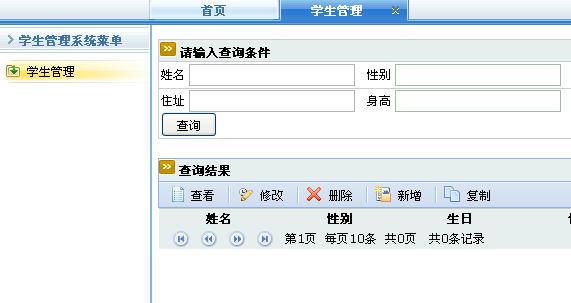 首页 学生管理
学生管理系统菜单
学生管理
请输入查询条件
姓名 性别
住址 身高
查询
查询结果
查看 修改 删除 新增 复制
姓名 性别 生日
第1页 每页10条 共0页 共0条记录